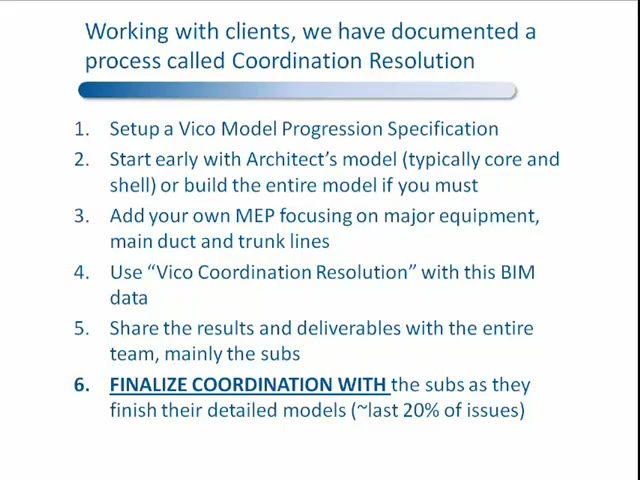 Working with clients, we have documented a
process called Coordination Resolution
1. Setup a Vico Model Progression Specification
2. Start early with Architect's model (typically core and
shell) or build the entire model if you must
3. Add your own MEP focusing on major equipment,
main duct and trunk lines
4. Use “Vico Coordination Resolution” with this BIM
data
5. Share the results and deliverables with the entire
team, mainly the subs
6. FINALIZE COORDINATION WITH the subs as they
finish their detailed models (~last 20% of issues)